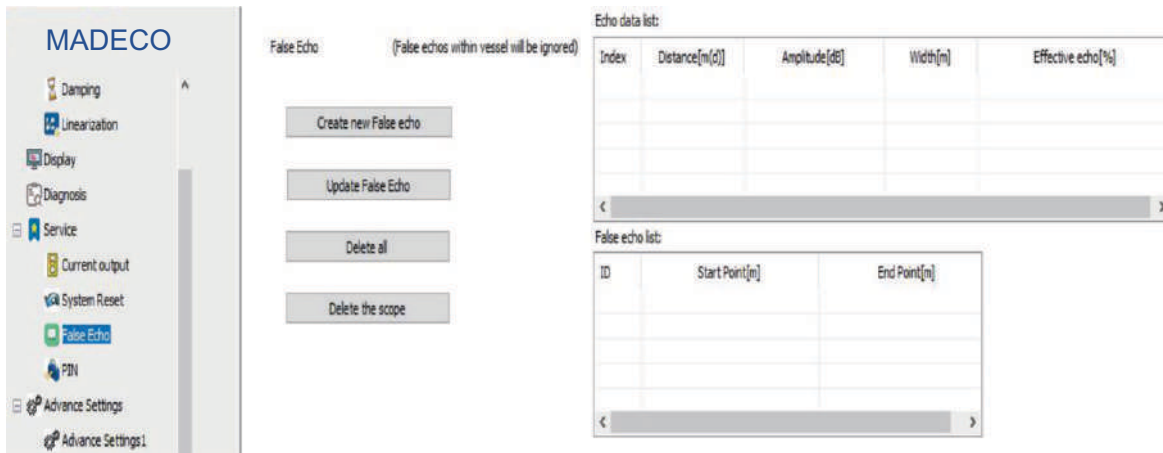 MADECO
Damping
Linearization
Display
Diagnosis
Service
Current output
System Reset
False Echo
PIN
Advance Settings
Advance Settings1
False Echo (False echos within vessel will be ignored)
Create new False echo
Update False Echo
Delete all
Delete the scope
Echo data list:
Index Distance[m(d)] Amplitude[dB] Width[m] Effective echo[%]
False echo list:
ID Start Point[m] End Point[m]